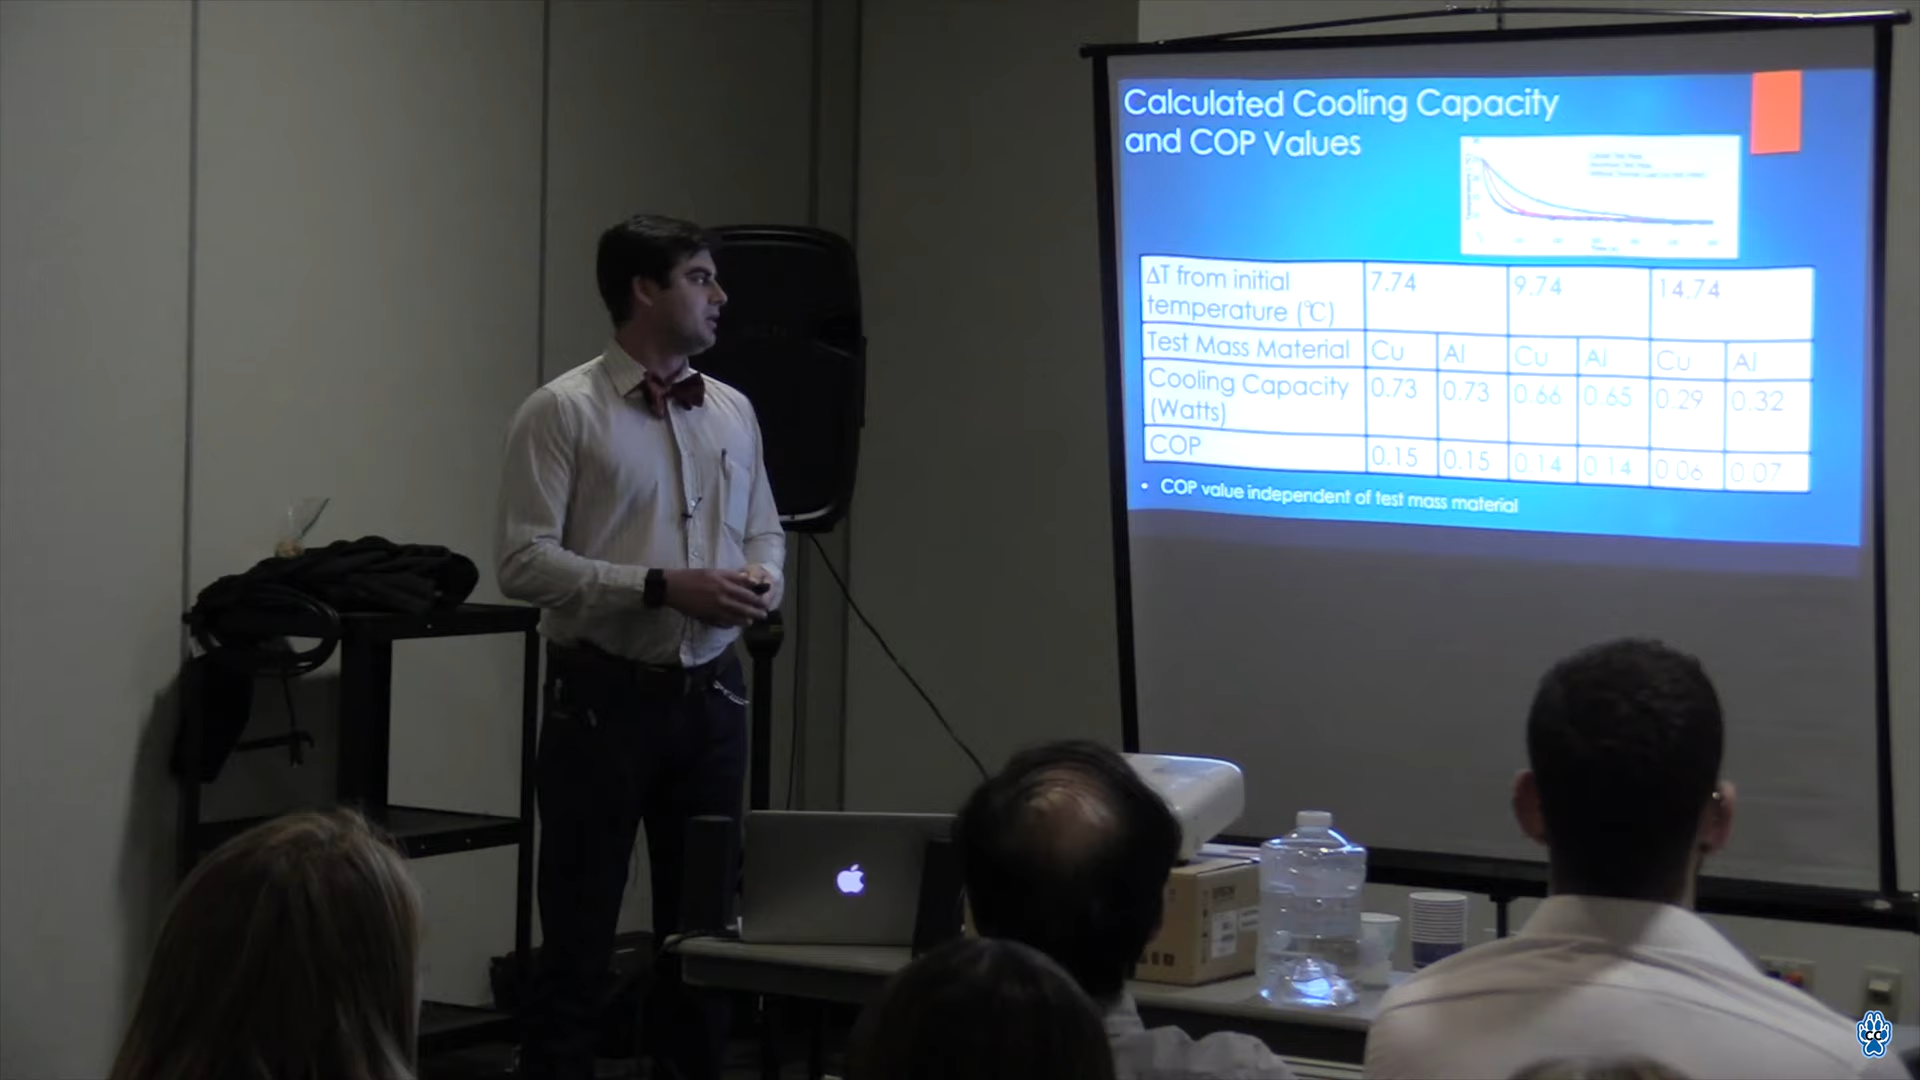 Calculated Cooling Capacity
and COP Values
ΔT from initial
temperature (℃)
7.74 9.74 14.74
Test Mass Material Cu Al Cu Al Cu Al
Cooling Capacity
(Watts)
0.73 0.73 0.66 0.65 0.29 0.32
COP 0.15 0.15 0.14 0.14 0.06 0.07
• COP value independent of test mass material
EPSON